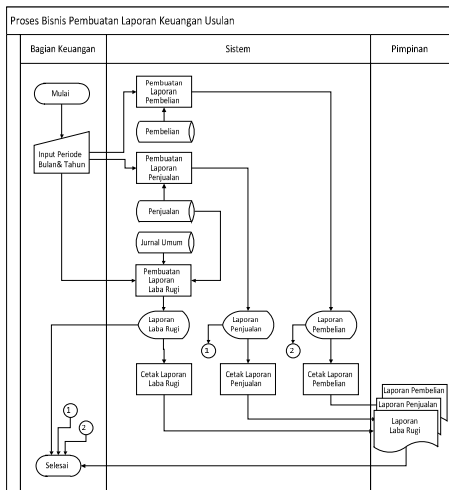 Proses Bisnis Pembuatan Laporan Keuangan Usulan
Bagian Keuangan
Sistem
Pimpinan
Mulai
Input Periode
Bulan& Tahun
Pembuatan
Laporan
Pembelian
Pembelian
Pembuatan
Laporan
Penjualan
Penjualan
Jurnal Umum
Pembuatan
Laporan
Laba Rugi
Laporan
Laba Rugi
Laporan
Penjualan
Laporan
Pembelian
1
2
Cetak Laporan
Laba Rugi
Cetak Laporan
Penjualan
Cetak Laporan
Pembelian
Laporan Pembelian
Laporan Penjualan
Laporan
Laba Rugi
1
2
Selesai